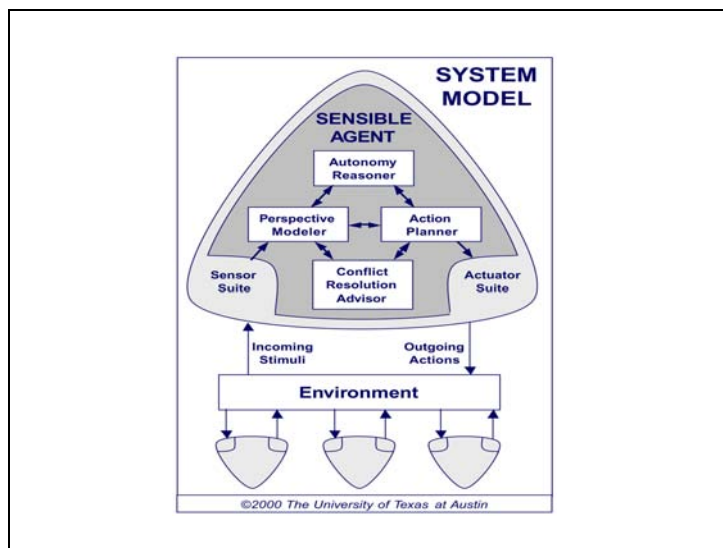 SYSTEM
MODEL
SENSIBLE
AGENT
Autonomy
Reasoner
Perspective
Modeler
Action
Planner
Sensor
Suite
Conflict
Resolution
Advisor
Actuator
Suite
Incoming
Stimuli
Outgoing
Actions
Environment
©2000 The University of Texas at Austin